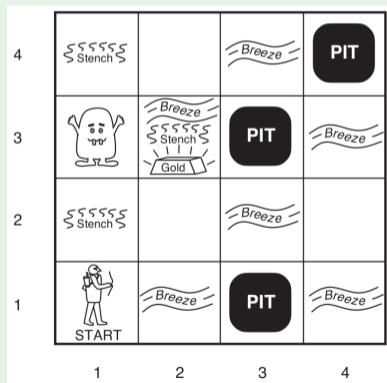 4
Stench
Breeze
PIT
3
Breeze
Stench
Gold
PIT
Breeze
2
Stench
Breeze
1
START
Breeze
PIT
Breeze
1 2 3 4